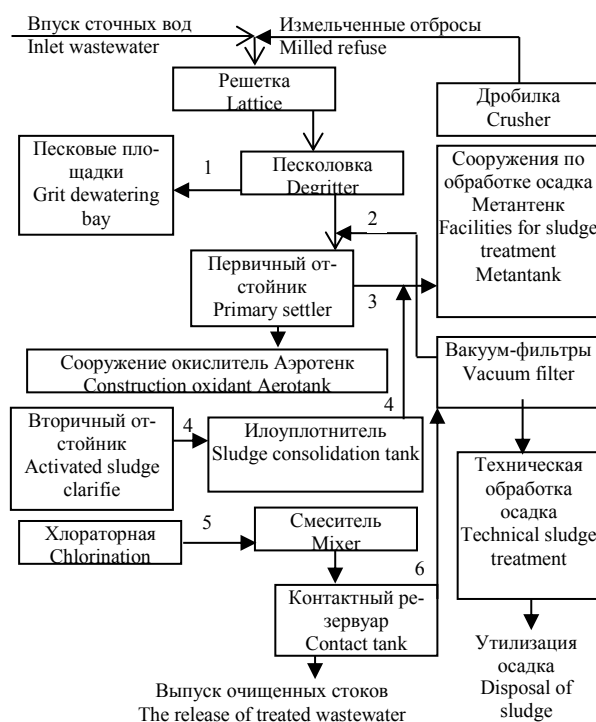 Впуск сточных вод
Inlet wastewater
Измельченные отбросы
Milled refuse
Решетка
Lattice
Дробилка
Crusher
Песковые пло-
щадки
Grit dewatering
bay
1
Песколовка
Degritter
Сооружения по
обработке осадка
Метантенк
Facilities for sludge
treatment
Metantank
2
Первичный от-
стойник
Primary settler
3
Сооружение окислитель Аэротенк
Construction oxidant Aerotank
Вакуум-фильтры
Vacuum filter
Вторичный от-
стойник
Activated sludge
clarifie
4
Илоуплотнитель
Sludge consolidation tank
4
Техническая
обработка
осадка
Technical sludge
treatment
Хлораторная
Chlorination
5
Смеситель
Mixer
6
Контактный ре-
зервуар
Contact tank
Утилизация
осадка
Disposal of
sludge
Выпуск очищенных стоков
The release of treated wastewater